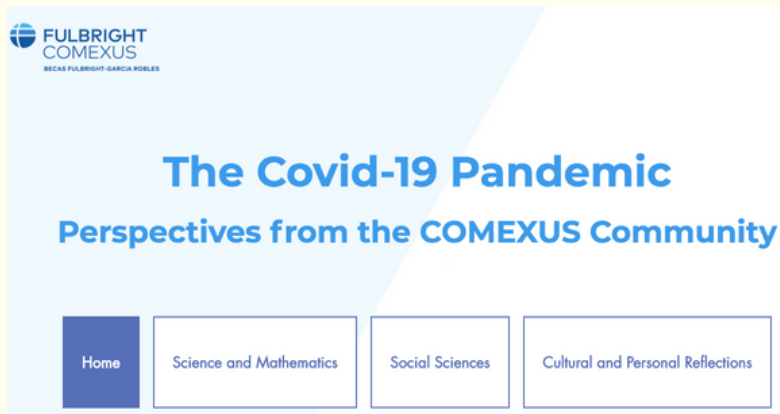 FULBRIGHT
COMEXUS
BECAS FULBRIGHT-GARCIA ROBLES
The Covid-19 Pandemic
Perspectives from the COMEXUS Community
Home
Science and Mathematics
Social Sciences
Cultural and Personal Reflections